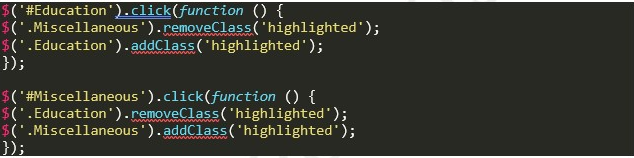 $('#Education').click(function () {
$('.Miscellaneous').removeClass('highlighted');
$('.Education').addClass('highlighted');
});
$('#Miscellaneous').click(function () {
$('.Education').removeClass('highlighted');
$('.Miscellaneous').addClass('highlighted');
});